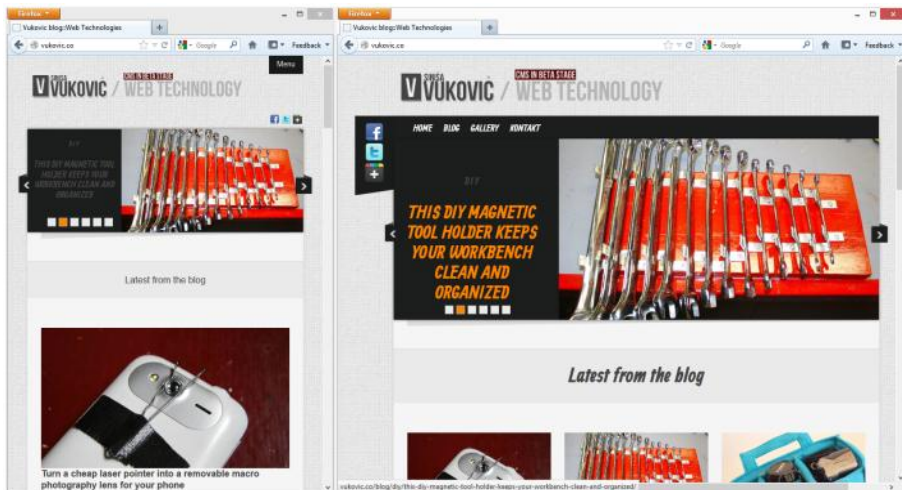 Firefox
Vukovic blog::Web Technologies
vukovic.co
Google
Feedback
Menu
V SINIŠA VUKOVIĆ / CMS IN BETA STAGE WEB TECHNOLOGY
DIY
THIS DIY MAGNETIC TOOL
HOLDER KEEPS YOUR
WORKBENCH CLEAN AND
ORGANIZED
Latest from the blog
Turn a cheap laser pointer into a removable macro
photography lens for your phone
Firefox
Vukovic blog::Web Technologies
vukovic.co
Google
Feedback
V SINIŠA VUKOVIĆ / CMS IN BETA STAGE WEB TECHNOLOGY
HOME BLOG GALLERY KONTAKT
DIY
THIS DIY MAGNETIC
TOOL HOLDER KEEPS
YOUR WORKBENCH
CLEAN AND
ORGANIZED
Latest from the blog
vukovic.co/blog/diy/this-diy-magnetic-tool-holder-keeps-your-workbench-clean-and-organized/